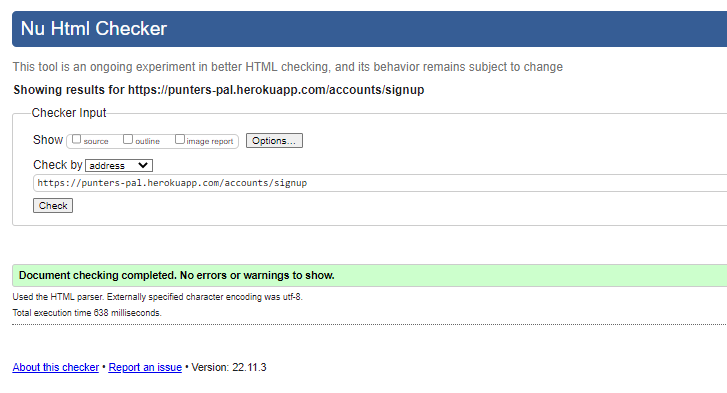 Nu Html Checker
This tool is an ongoing experiment in better HTML checking, and its behavior remains subject to change
Showing results for https://punters-pal.herokuapp.com/accounts/signup
Checker Input
Show source outline image report Options...
Check by address
https://punters-pal.herokuapp.com/accounts/signup
Check
Document checking completed. No errors or warnings to show.
Used the HTML parser. Externally specified character encoding was utf-8.
Total execution time 638 milliseconds.
About this checker • Report an issue • Version: 22.11.3